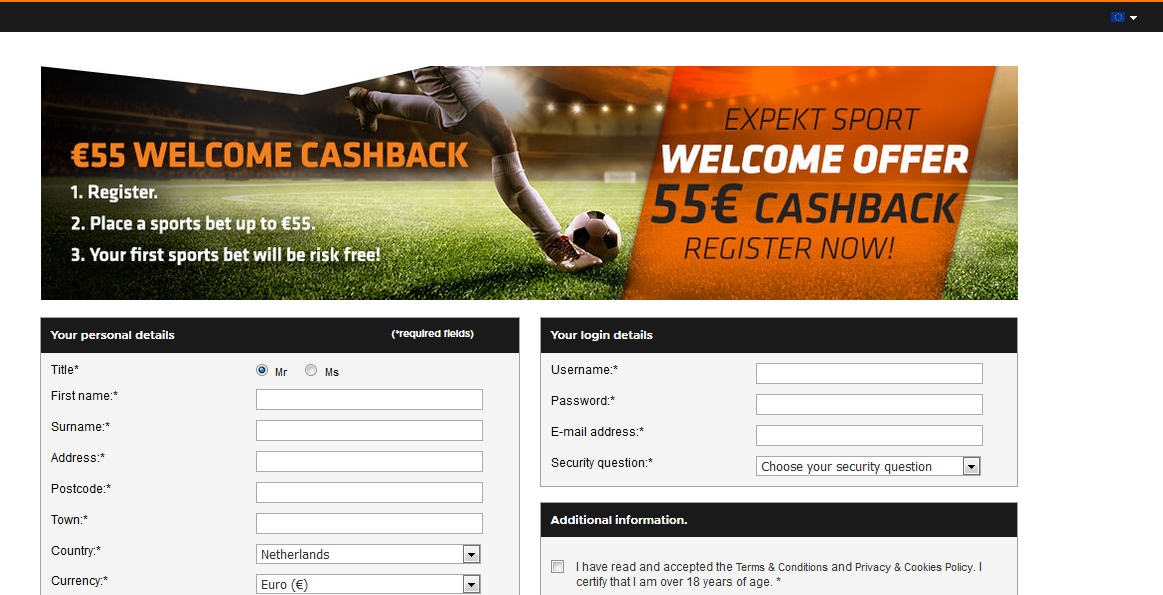 €55 WELCOME CASHBACK
1. Register.
2. Place a sports bet up to €55.
3. Your first sports bet will be risk free!
EXPEKT SPORT
WELCOME OFFER
55€ CASHBACK
REGISTER NOW!
Your personal details (*required fields)
Title* Mr Ms
First name:*
Surname:*
Address:*
Postcode:*
Town:*
Country:* Netherlands
Currency:* Euro (€)
Your login details
Username:*
Password:*
E-mail address:*
Security question:* Choose your security question
Additional information.
I have read and accepted the Terms & Conditions and Privacy & Cookies Policy. I
certify that I am over 18 years of age. *